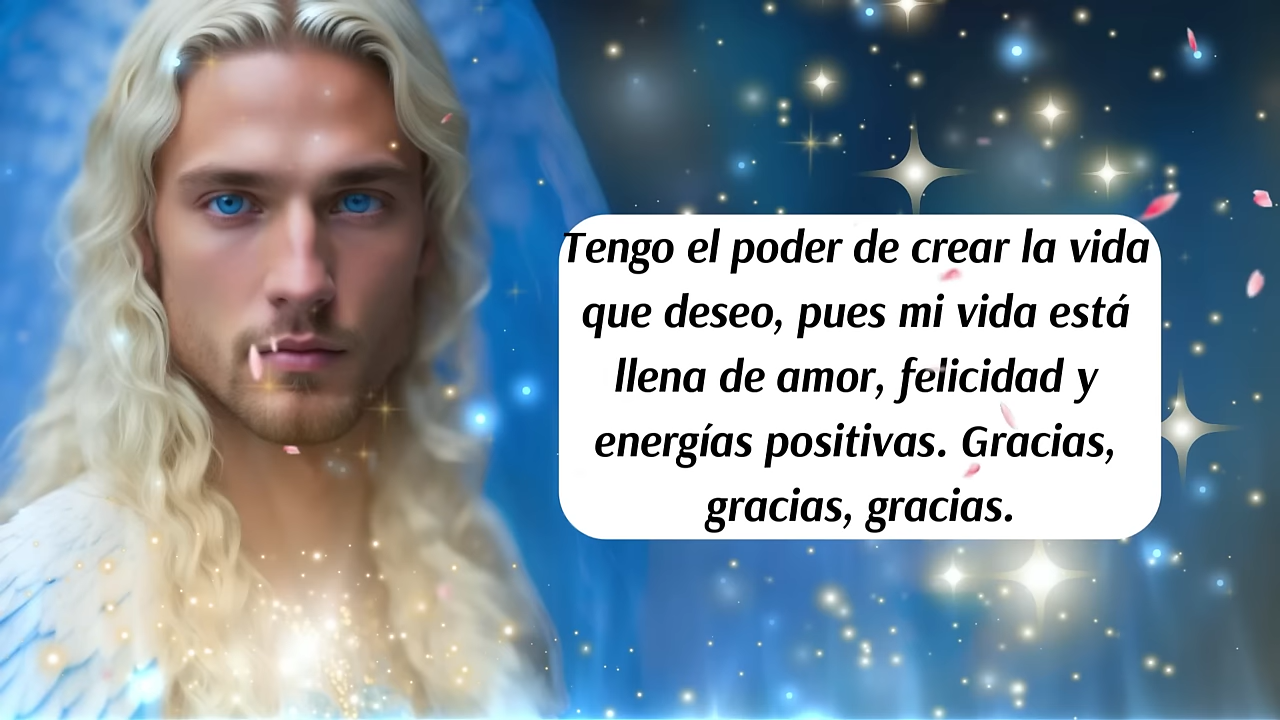 Tengo el poder de crear la vida
que deseo, pues mi vida está
llena de amor, felicidad y
energías positivas. Gracias,
gracias, gracias.